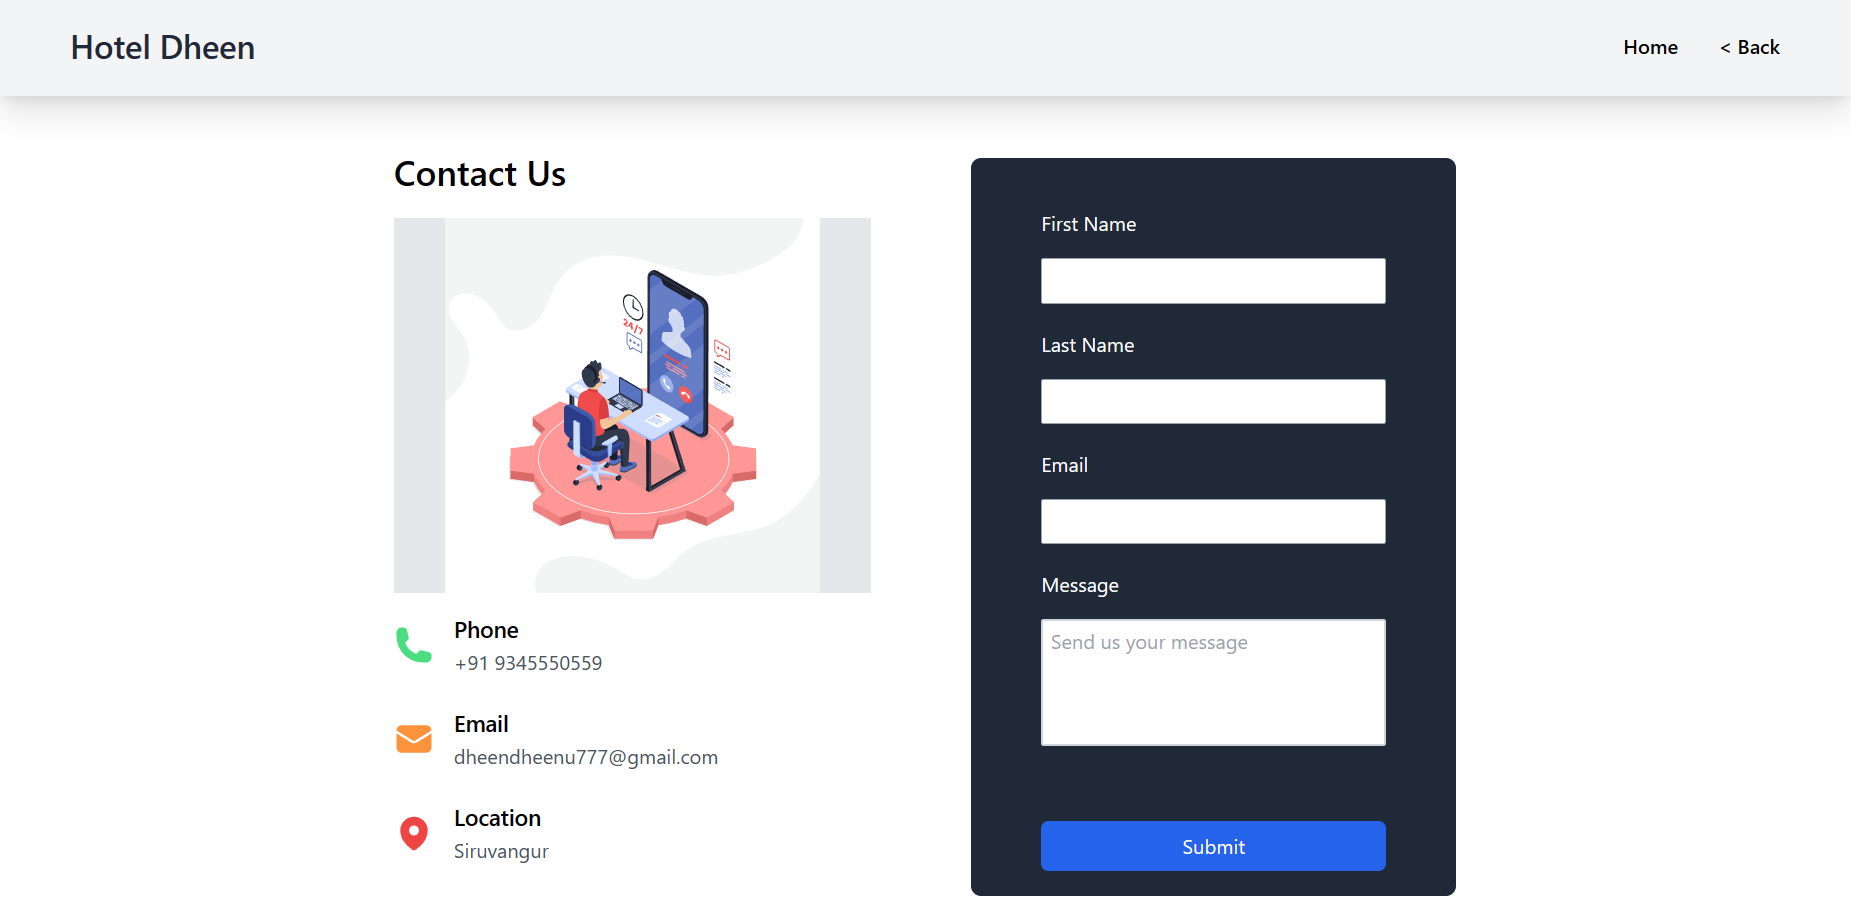 Hotel Dheen
Home
< Back
Contact Us
24/7
Phone
+91 9345550559
Email
dheendheenu777@gmail.com
Location
Siruvangur
First Name
Last Name
Email
Message
Send us your message
Submit